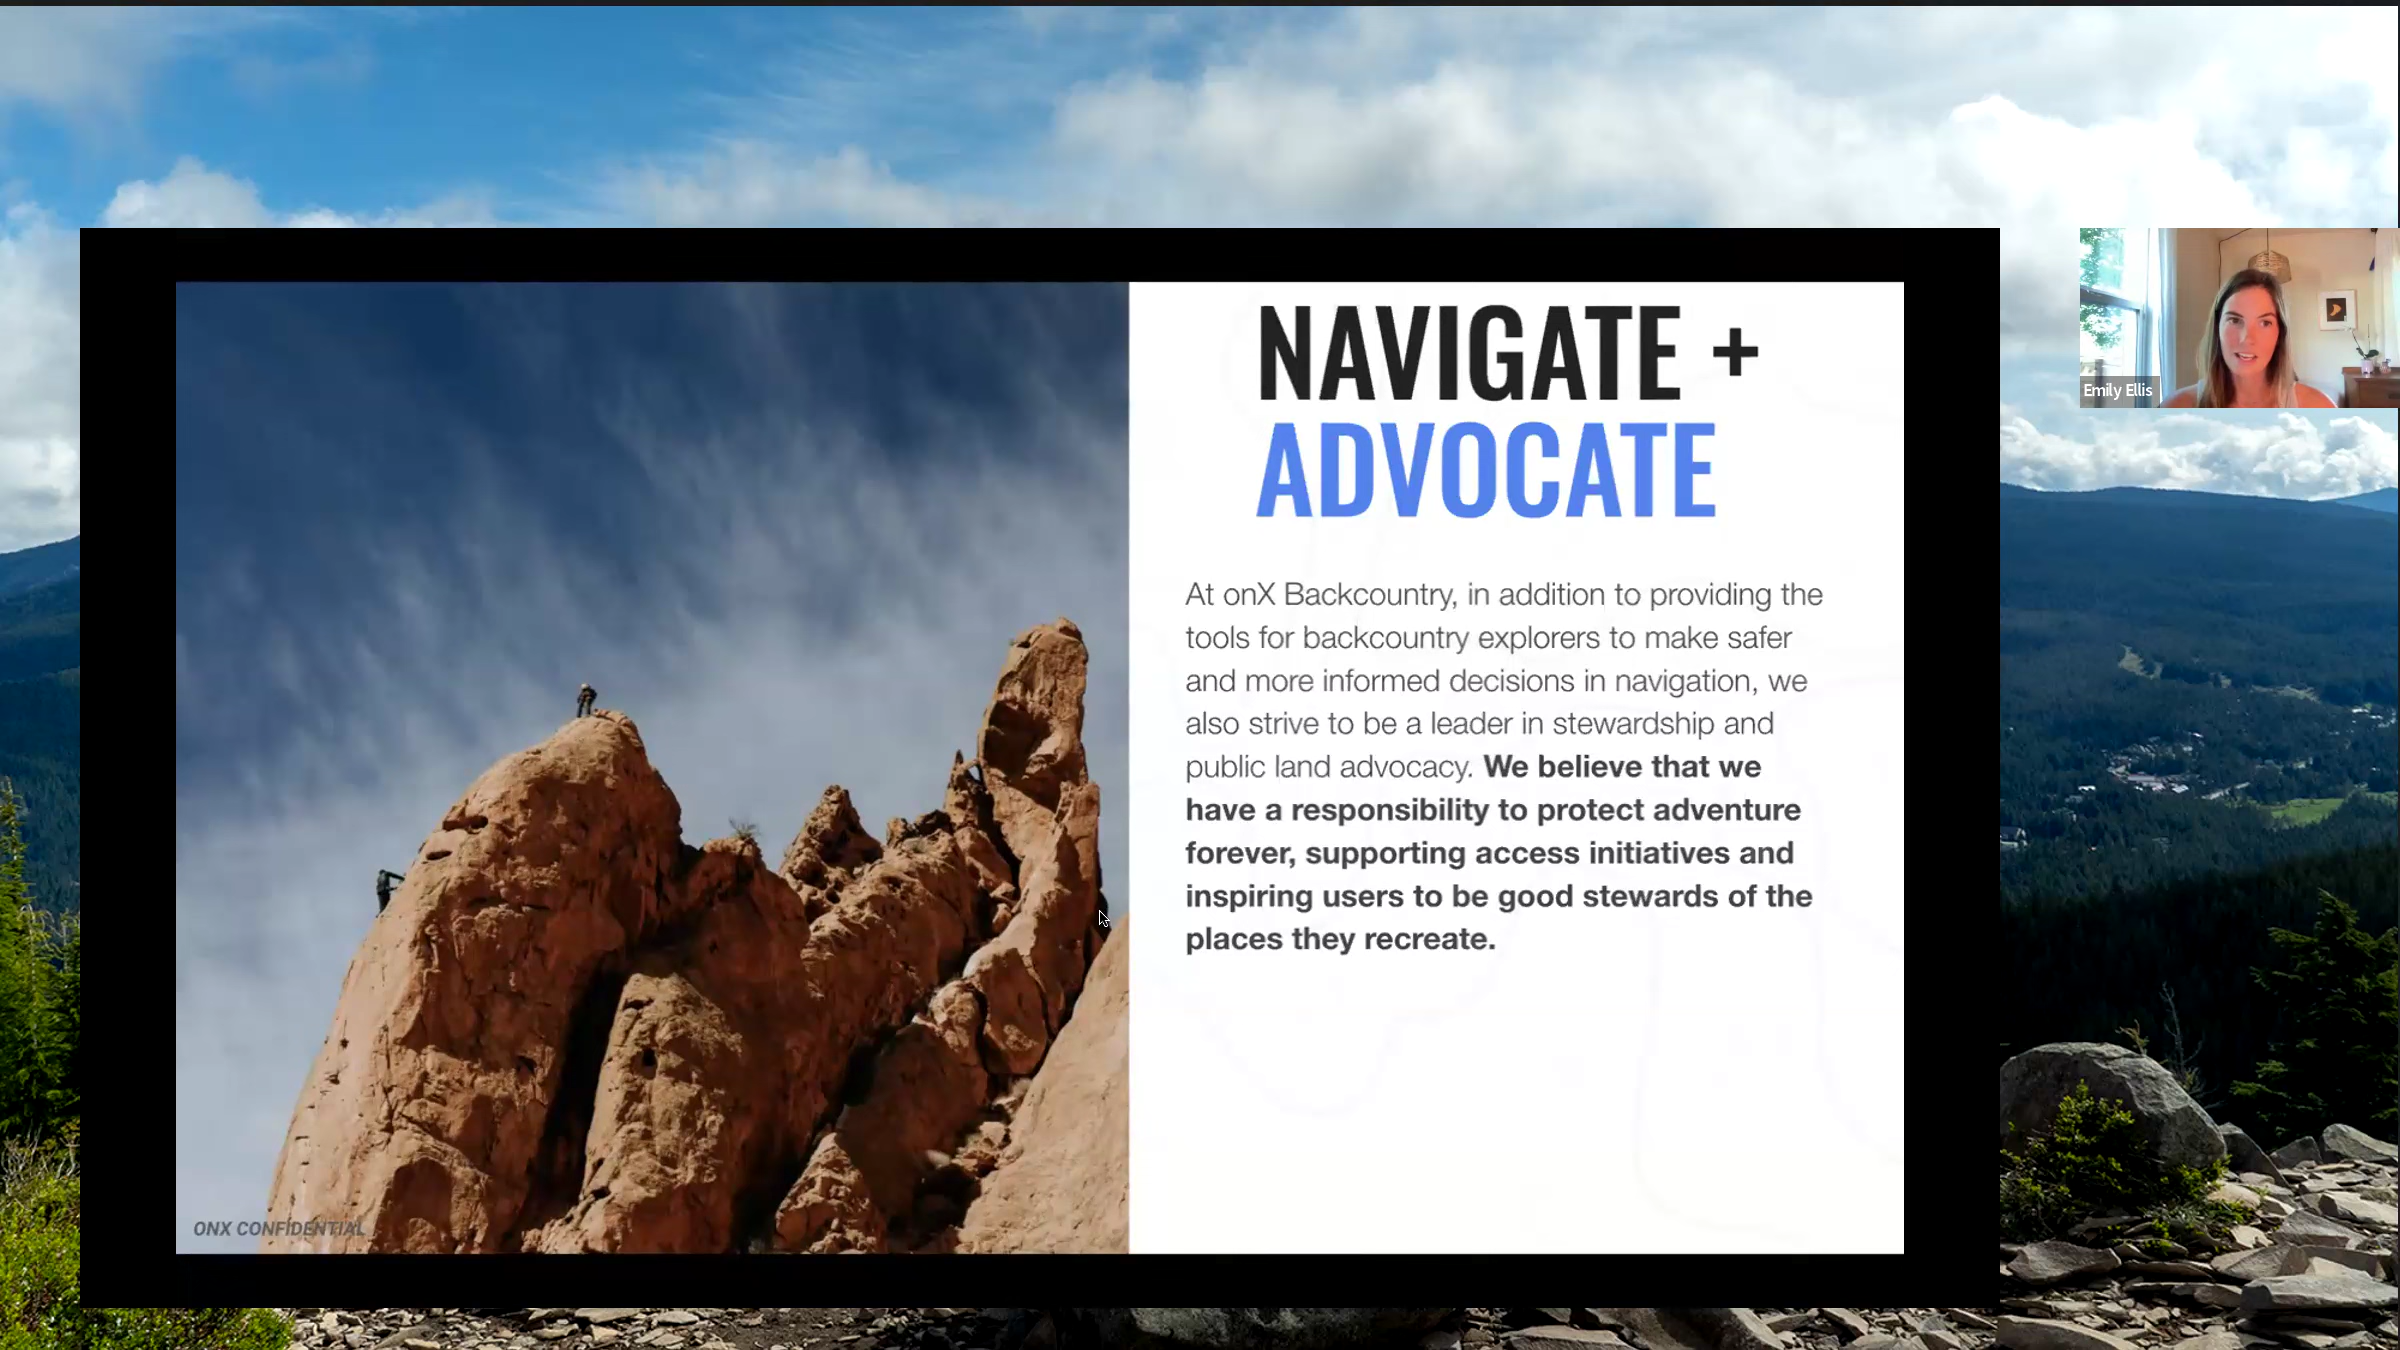 NAVIGATE +
ADVOCATE
At onX Backcountry, in addition to providing the
tools for backcountry explorers to make safer
and more informed decisions in navigation, we
also strive to be a leader in stewardship and
public land advocacy. We believe that we
have a responsibility to protect adventure
forever, supporting access initiatives and
inspiring users to be good stewards of the
places they recreate.
ONX CONFIDENTIAL
Emily Ellis